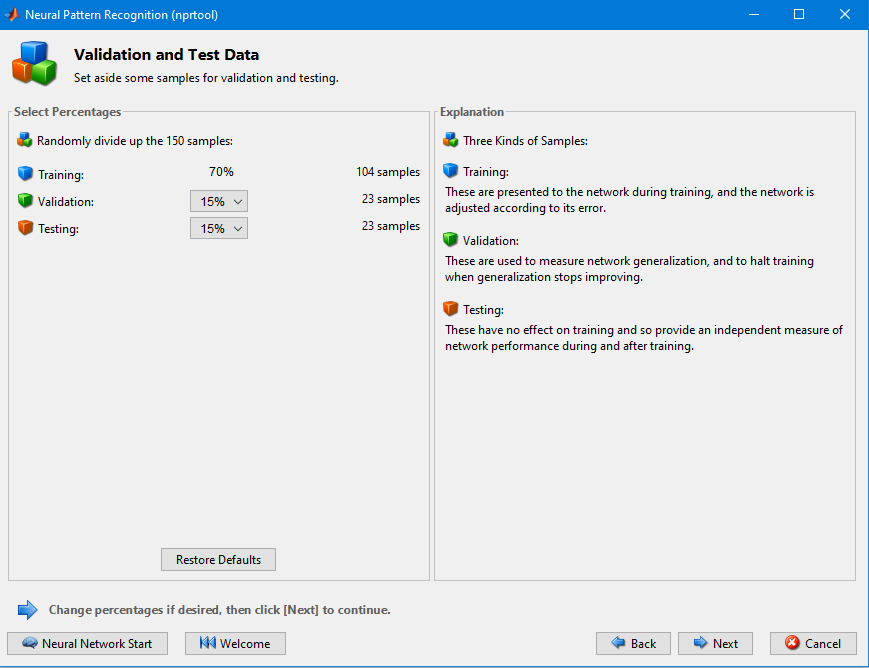 Neural Pattern Recognition (nprtool)
Validation and Test Data
Set aside some samples for validation and testing.
Select Percentages
Randomly divide up the 150 samples:
Training: 70% 104 samples
Validation: 15% 23 samples
Testing: 15% 23 samples
Restore Defaults
Explanation
Three Kinds of Samples:
Training:
These are presented to the network during training, and the network is
adjusted according to its error.
Validation:
These are used to measure network generalization, and to halt training
when generalization stops improving.
Testing:
These have no effect on training and so provide an independent measure of
network performance during and after training.
Change percentages if desired, then click [Next] to continue.
Neural Network Start Welcome Back Next Cancel